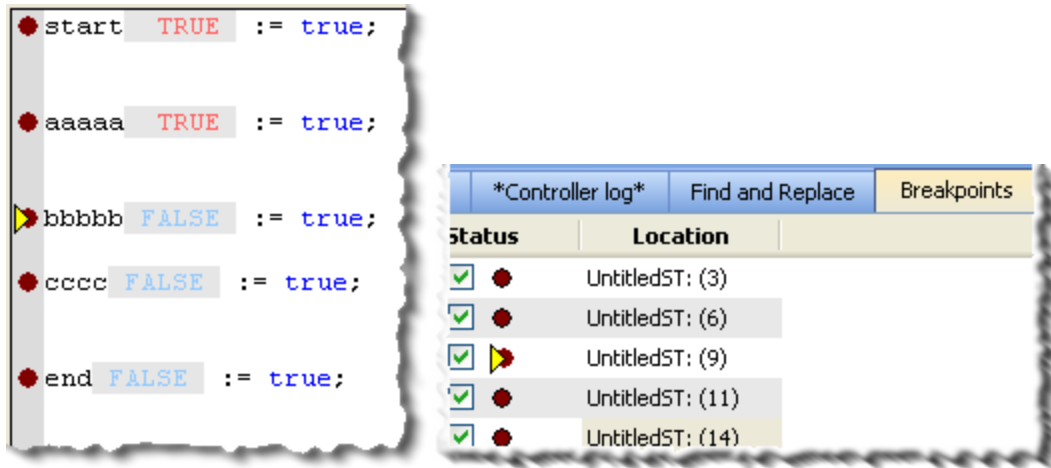 start TRUE := true;
aaaaa TRUE := true;
bbbbb FALSE := true;
cccc FALSE := true;
end FALSE := true;
*Controller log* Find and Replace Breakpoints
Status Location
UntitledST: (3)
UntitledST: (6)
UntitledST: (9)
UntitledST: (11)
UntitledST: (14)